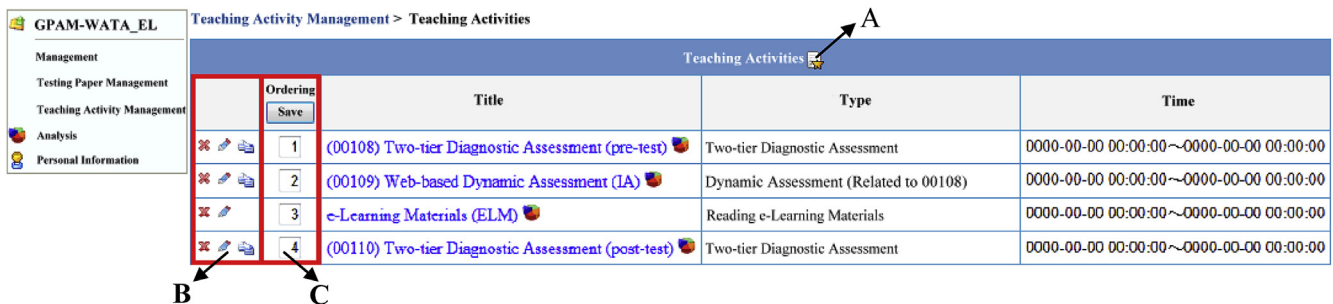 GPAM-WATA_EL
Management
Testing Paper Management
Teaching Activity Management
Analysis
Personal Information
Teaching Activity Management > Teaching Activities
A
Teaching Activities
Ordering
Save
Title
Type
Time
1 (00108) Two-tier Diagnostic Assessment (pre-test) Two-tier Diagnostic Assessment 0000-00-00 00:00:00~0000-00-00 00:00:00
2 (00109) Web-based Dynamic Assessment (IA) Dynamic Assessment (Related to 00108) 0000-00-00 00:00:00~0000-00-00 00:00:00
3 e-Learning Materials (ELM) Reading e-Learning Materials 0000-00-00 00:00:00~0000-00-00 00:00:00
4 (00110) Two-tier Diagnostic Assessment (post-test) Two-tier Diagnostic Assessment 0000-00-00 00:00:00~0000-00-00 00:00:00
B
C